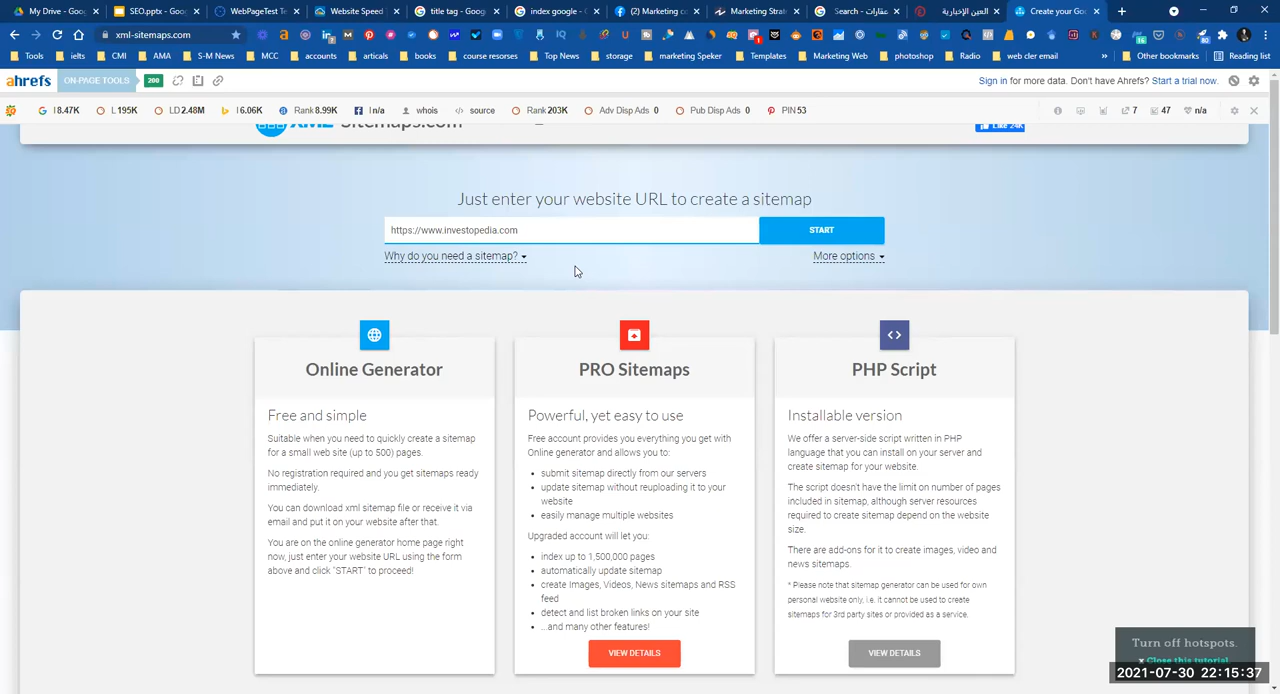 My Drive - Goog
SEO.pptx - Goog
WebPageTest T
Website Speed
title tag - Goog
index google - G
(2) Marketing co
Marketing Strat
Search - عقارات
العين الإخبارية
Create your Goo
xml-sitemaps.com
Tools
ielts
CMI
AMA
S-M News
MCC
accounts
articals
books
course resorses
Top News
storage
marketing Speker
Templates
Marketing Web
photoshop
Radio
web cler email
Other bookmarks
Reading list
ahrefs
ON-PAGE TOOLS
200
Sign in for more data. Don't have Ahrefs? Start a trial now.
I 8.47K
L 195K
LD 2.48M
I 6.06K
Rank 8.99K
I n/a
whois
source
Rank 203K
Adv Disp Ads 0
Pub Disp Ads 0
PIN 53
7
47
n/a
Like 24K
Just enter your website URL to create a sitemap
https://www.investopedia.com
START
Why do you need a sitemap?
More options
Online Generator
Free and simple
Suitable when you need to quickly create a sitemap
for a small web site (up to 500) pages.
No registration required and you get sitemaps ready
immediately.
You can download xml sitemap file or receive it via
email and put it on your website after that.
You are on the online generator home page right
now, just enter your website URL using the form
above and click "START" to proceed!
PRO Sitemaps
Powerful, yet easy to use
Free account provides you everything you get with
Online generator and allows you to:
submit sitemap directly from our servers
update sitemap without reuploading it to your
website
easily manage multiple websites
Upgraded account will let you:
index up to 1,500,000 pages
automatically update sitemap
create Images, Videos, News sitemaps and RSS
feed
detect and list broken links on your site
...and many other features!
VIEW DETAILS
PHP Script
Installable version
We offer a server-side script written in PHP
language that you can install on your server and
create sitemap for your website.
The script doesn't have the limit on number of pages
included in sitemap, although server resources
required to create sitemap depend on the website
size.
There are add-ons for it to create images, video and
news sitemaps.
* Please note that sitemap generator can be used for own
personal website only, i.e. it cannot be used to create
sitemaps for 3rd party sites or provided as a service.
VIEW DETAILS
Turn off hotspots.
x Close this tutorial
2021-07-30 22:15:37